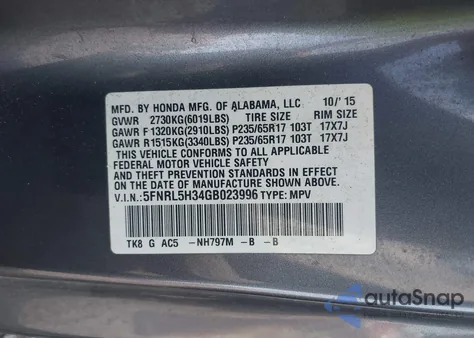 MFD. BY HONDA MFG. OF ALABAMA, LLC 10/'15
GVWR 2730KG(6019LBS) TIRE SIZE RIM SIZE
GAWR F 1320KG(2910LBS) P235/65R17 103T 17X7J
GAWR R1515KG(3340LBS) P235/65R17 103T 17X7J
THIS VEHICLE CONFORMS TO ALL APPLICABLE
FEDERAL MOTOR VEHICLE SAFETY AND
THEFT PREVENTION STANDARDS IN EFFECT
ON THE DATE OF MANUFACTURE SHOWN ABOVE.
V.I.N.:5FNRL5H34GB023996 TYPE: MPV
TK8 G AC5 -NH797M -B -B
autoSnap